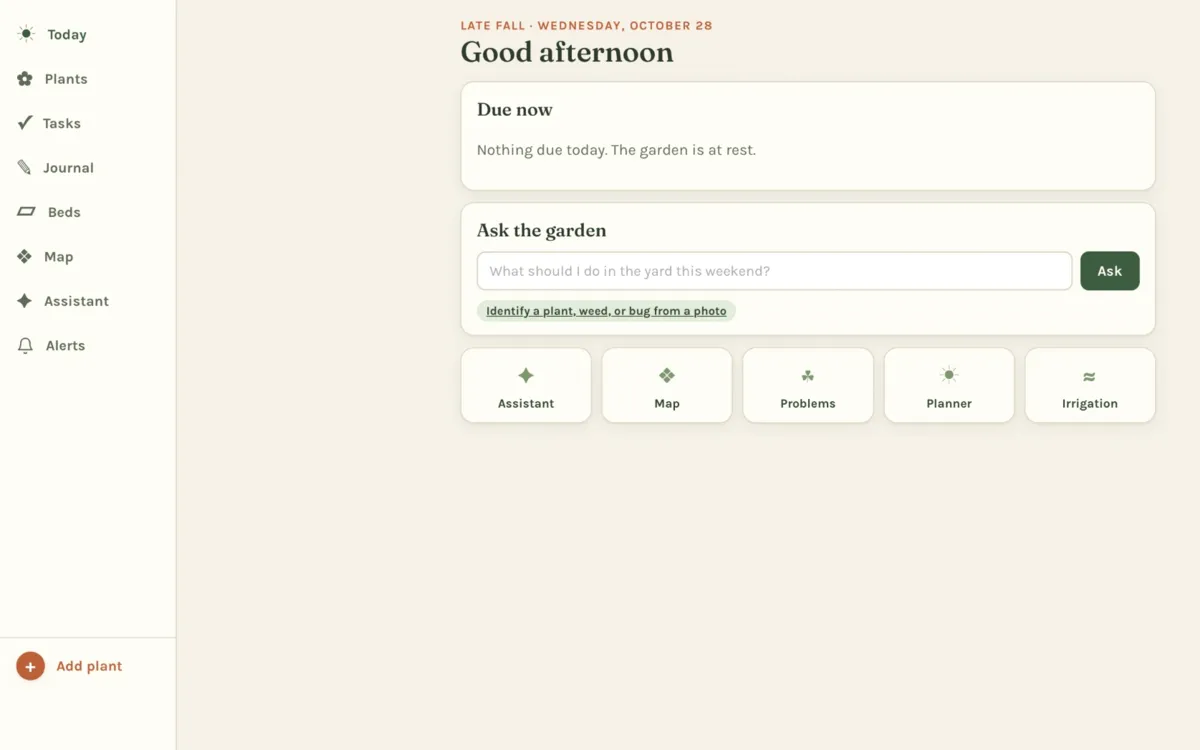 Today
Plants
Tasks
Journal
Beds
Map
Assistant
Alerts
Add plant
LATE FALL · WEDNESDAY, OCTOBER 28
Good afternoon
Due now
Nothing due today. The garden is at rest.
Ask the garden
What should I do in the yard this weekend?
Ask
Identify a plant, weed, or bug from a photo
Assistant
Map
Problems
Planner
Irrigation